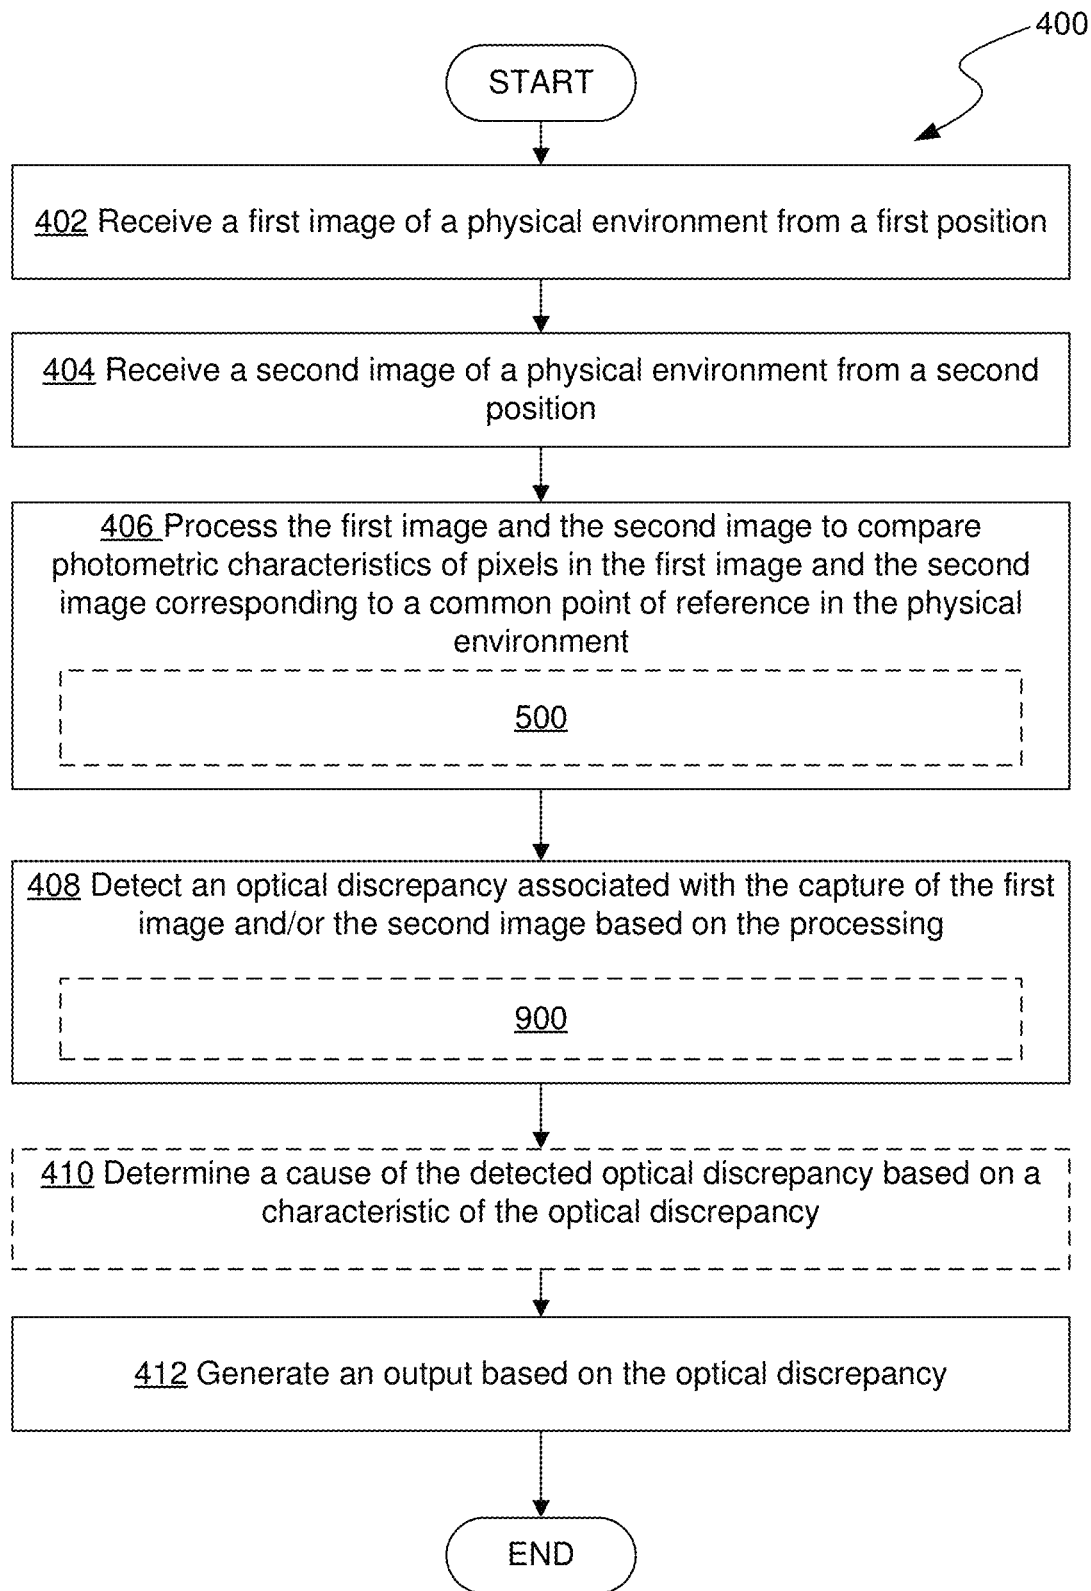 400
START
402 Receive a first image of a physical environment from a first position
404 Receive a second image of a physical environment from a second
position
406 Process the first image and the second image to compare
photometric characteristics of pixels in the first image and the second
image corresponding to a common point of reference in the physical
environment
500
408 Detect an optical discrepancy associated with the capture of the first
image and/or the second image based on the processing
900
410 Determine a cause of the detected optical discrepancy based on a
characteristic of the optical discrepancy
412 Generate an output based on the optical discrepancy
END